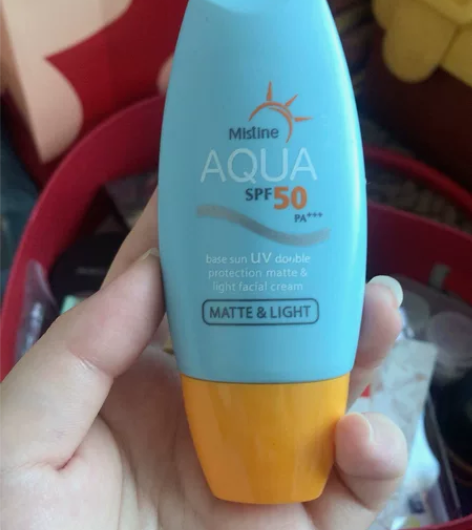 Mistine
AQUA
SPF50
PA***
base sun UV double
protection matte &
light facial cream
MATTE & LIGHT